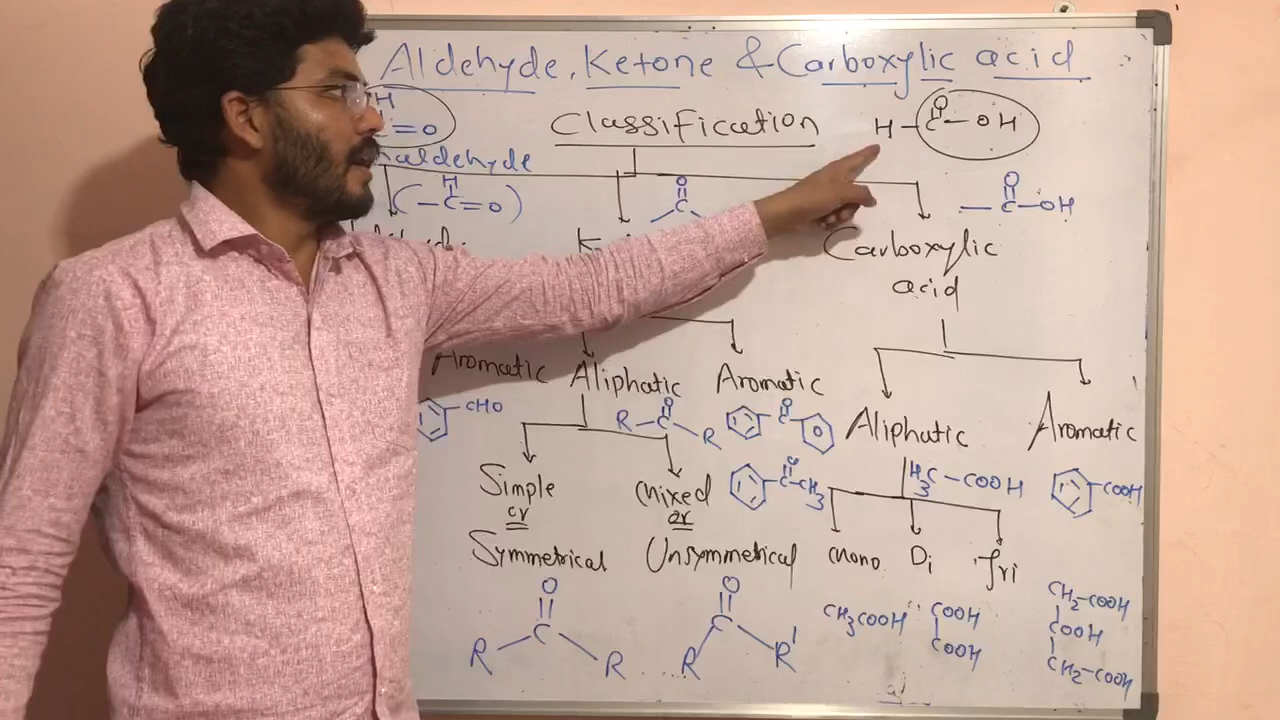 Aldehyde, Ketone & Carboxylic acid
H
=O
Classification
H-C-OH
O
H
(-C=O)
O
C
O
-C-OH
Carboxylic
acid
Aromatic
Aliphatic
Aromatic
Aliphatic
Aromatic
CHO
O
R-C-R
O
C
O
C-CH3
H3C-COOH
COOH
Simple
or
Symmetrical
Mixed
or
Unsymmetrical
Mono
Di
Tri
O
C
R R
O
C
R R'
CH3COOH
COOH
COOH
CH2-COOH
COOH
CH2-COOH